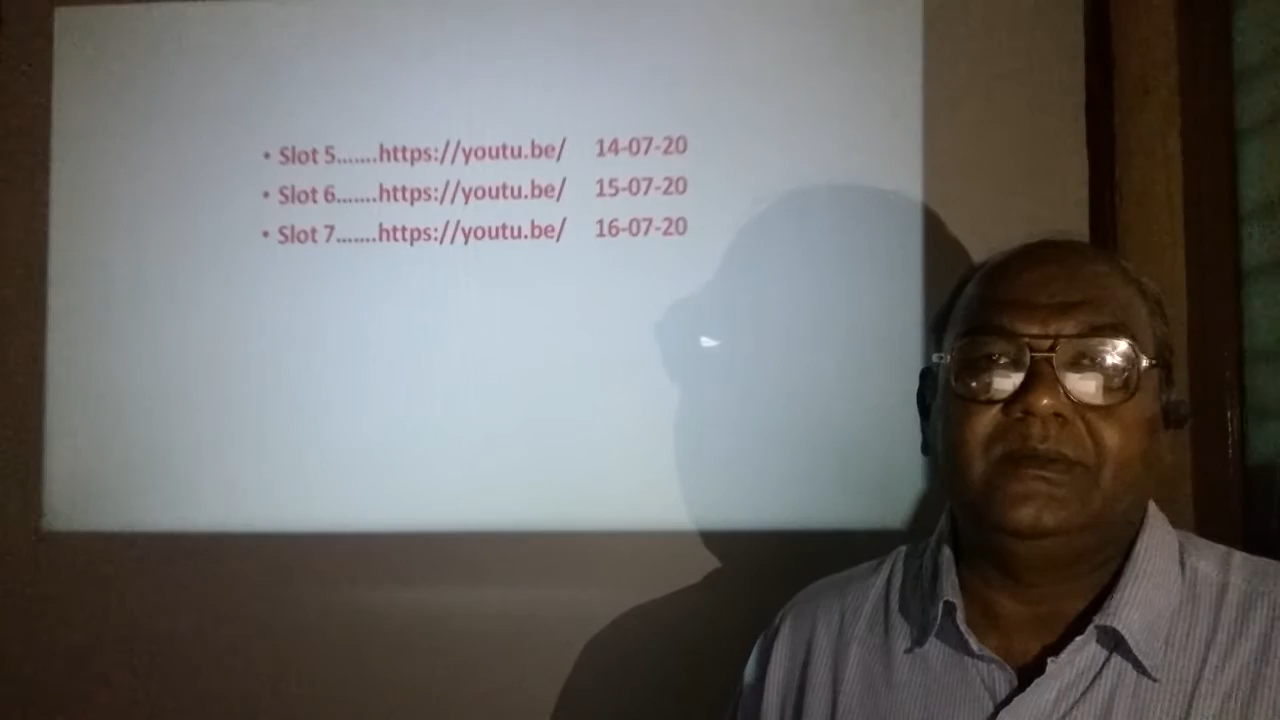 • Slot 5.......https://youtu.be/ 14-07-20
• Slot 6.......https://youtu.be/ 15-07-20
• Slot 7.......https://youtu.be/ 16-07-20